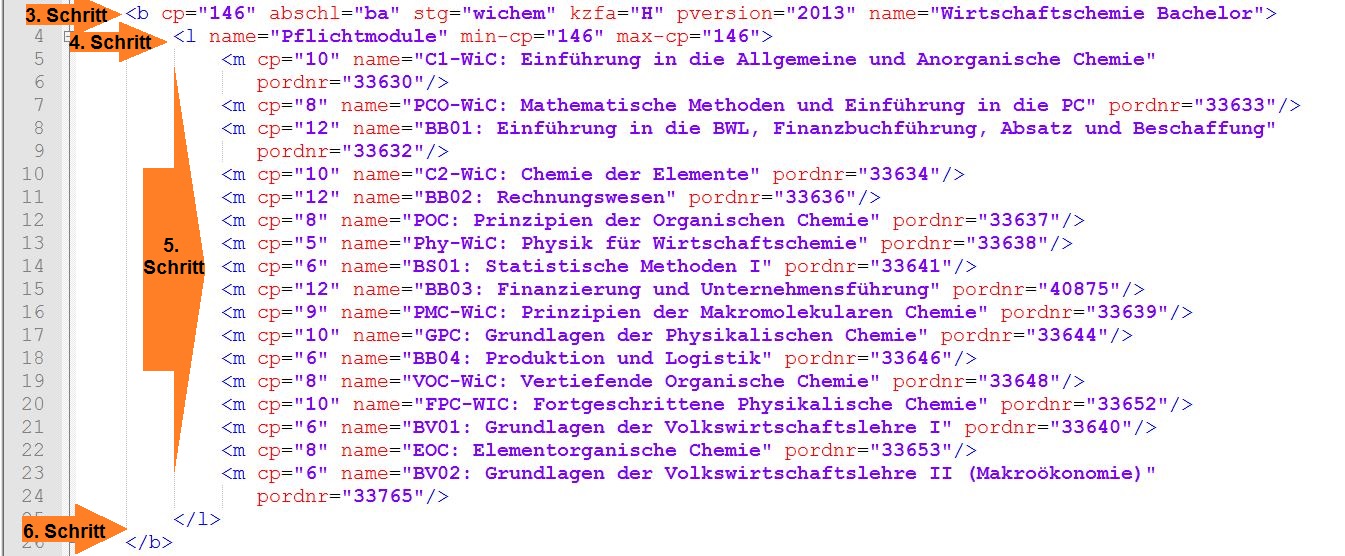 3. Schritt <b cp="146" abschl="ba" stg="wichem" kzfa="H" pversion="2013" name="Wirtschaftschemie Bachelor">
4 4. Schritt <l name="Pflichtmodule" min-cp="146" max-cp="146">
5 <m cp="10" name="C1-WiC: Einführung in die Allgemeine und Anorganische Chemie"
6 pordnr="33630"/>
7 <m cp="8" name="PCO-WiC: Mathematische Methoden und Einführung in die PC" pordnr="33633"/>
8 <m cp="12" name="BB01: Einführung in die BWL, Finanzbuchführung, Absatz und Beschaffung"
9 pordnr="33632"/>
10 <m cp="10" name="C2-WiC: Chemie der Elemente" pordnr="33634"/>
11 <m cp="12" name="BB02: Rechnungswesen" pordnr="33636"/>
12 <m cp="8" name="POC: Prinzipien der Organischen Chemie" pordnr="33637"/>
13 5. <m cp="5" name="Phy-WiC: Physik für Wirtschaftschemie" pordnr="33638"/>
14 Schritt <m cp="6" name="BS01: Statistische Methoden I" pordnr="33641"/>
15 <m cp="12" name="BB03: Finanzierung und Unternehmensführung" pordnr="40875"/>
16 <m cp="9" name="PMC-WiC: Prinzipien der Makromolekularen Chemie" pordnr="33639"/>
17 <m cp="10" name="GPC: Grundlagen der Physikalischen Chemie" pordnr="33644"/>
18 <m cp="6" name="BB04: Produktion und Logistik" pordnr="33646"/>
19 <m cp="8" name="VOC-WiC: Vertiefende Organische Chemie" pordnr="33648"/>
20 <m cp="10" name="FPC-WIC: Fortgeschrittene Physikalische Chemie" pordnr="33652"/>
21 <m cp="6" name="BV01: Grundlagen der Volkswirtschaftslehre I" pordnr="33640"/>
22 <m cp="8" name="EOC: Elementorganische Chemie" pordnr="33653"/>
23 <m cp="6" name="BV02: Grundlagen der Volkswirtschaftslehre II (Makroökonomie)"
24 pordnr="33765"/>
</l>
6. Schritt
</b>